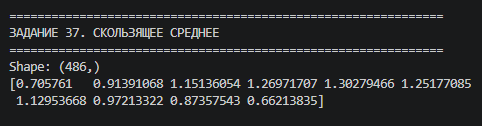 ======================================================================
ЗАДАНИЕ 37. СКОЛЬЗЯЩЕЕ СРЕДНЕЕ
======================================================================
Shape: (486,)
[0.705761   0.91391068 1.15136054 1.26971707 1.30279466 1.25177085
 1.12953668 0.97213322 0.87357543 0.66213835]